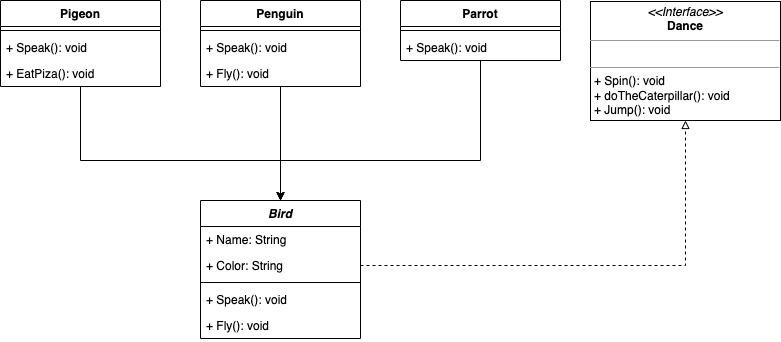 Pigeon
+ Speak(): void
+ EatPiza(): void
Penguin
+ Speak(): void
+ Fly(): void
Parrot
+ Speak(): void
<<Interface>>
Dance
+ Spin(): void
+ doTheCaterpillar(): void
+ Jump(): void
Bird
+ Name: String
+ Color: String
+ Speak(): void
+ Fly(): void